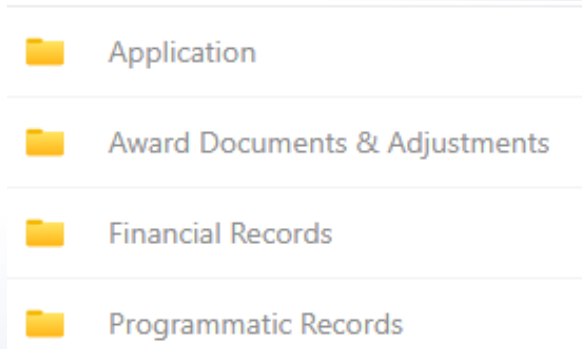 Application
Award Documents & Adjustments
Financial Records
Programmatic Records